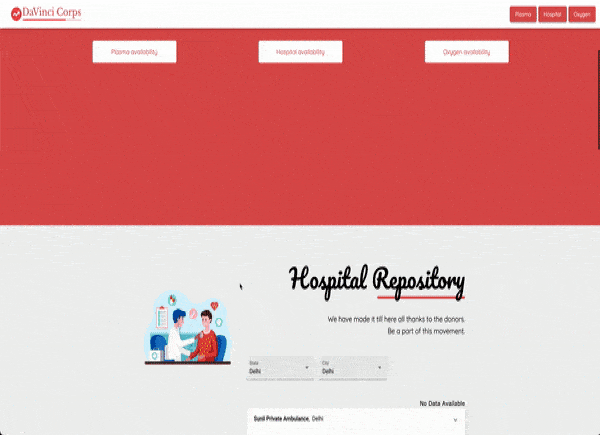 DaVinci Corps
Plasma Hospital Oxygen
Plasma availability Hospital availability Oxygen availability
Hospital Repository
We have made it till here all thanks to the donors.
Be a part of this movement.
State City
Delhi Delhi
No Data Available
Sunil Private Ambulance, Delhi